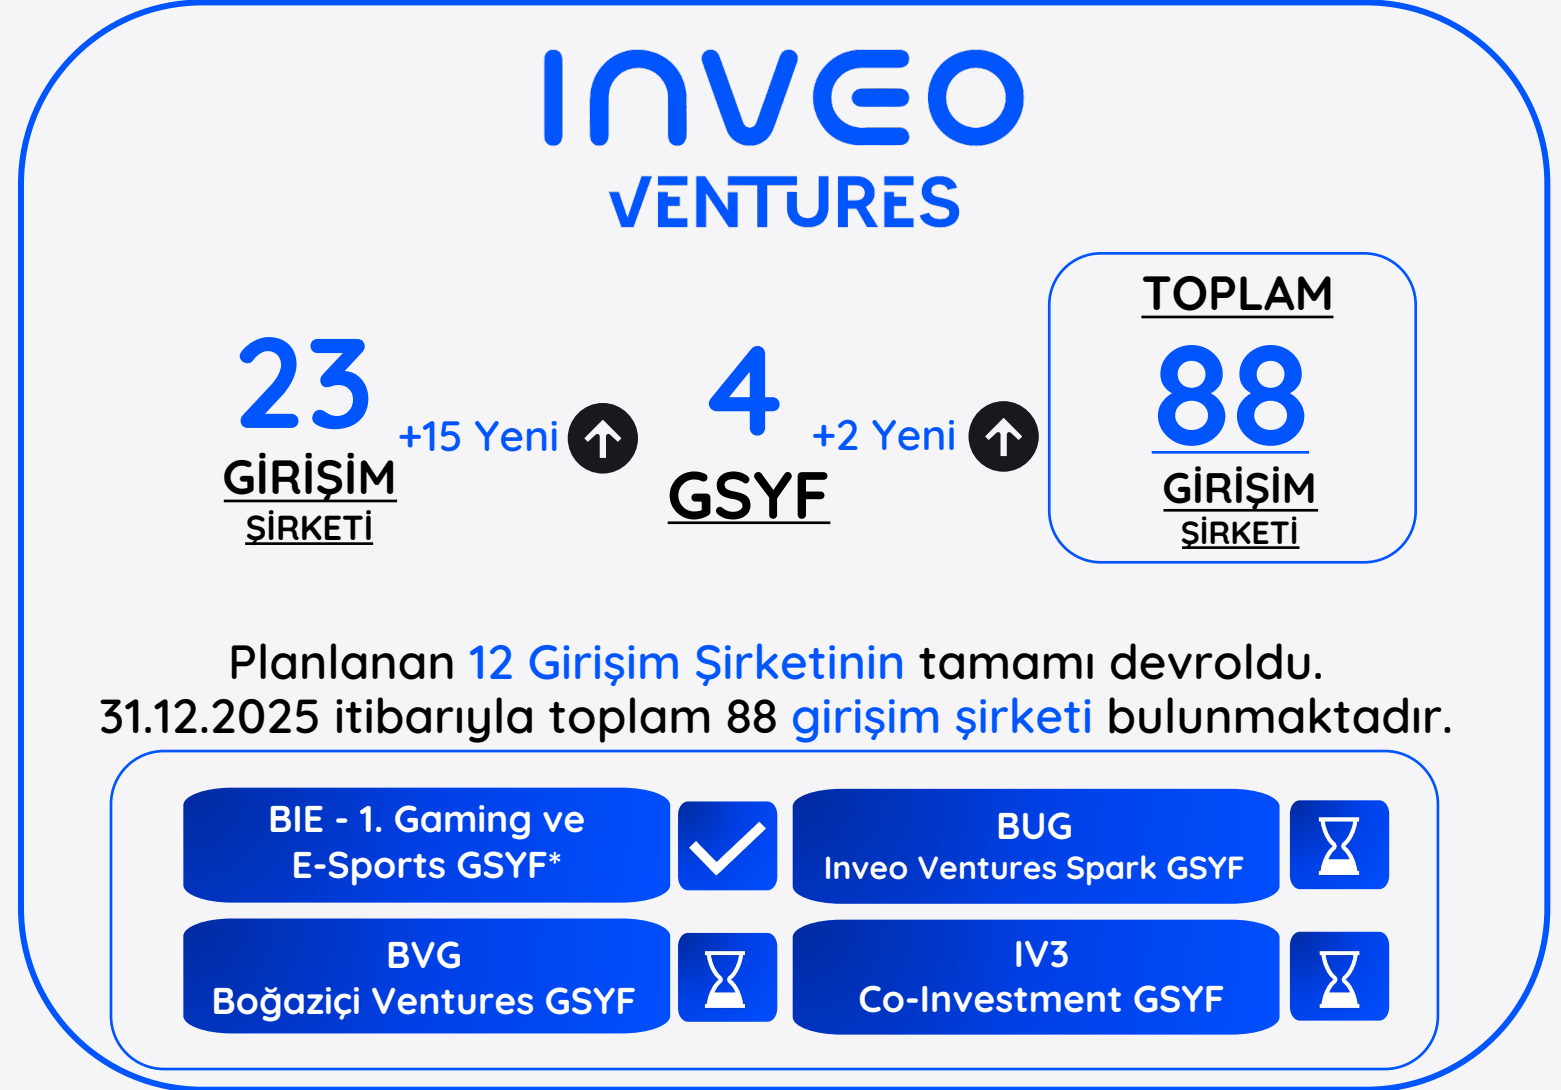 INVEO
VENTURES
23
+15 Yeni
GİRİŞİM
ŞİRKETİ
4
+2 Yeni
GSYF
TOPLAM
88
GİRİŞİM
ŞİRKETİ
Planlanan 12 Girişim Şirketinin tamamı devroldu.
31.12.2025 itibarıyla toplam 88 girişim şirketi bulunmaktadır.
BIE - 1. Gaming ve
E-Sports GSYF*
BUG
Inveo Ventures Spark GSYF
BVG
Boğaziçi Ventures GSYF
IV3
Co-Investment GSYF